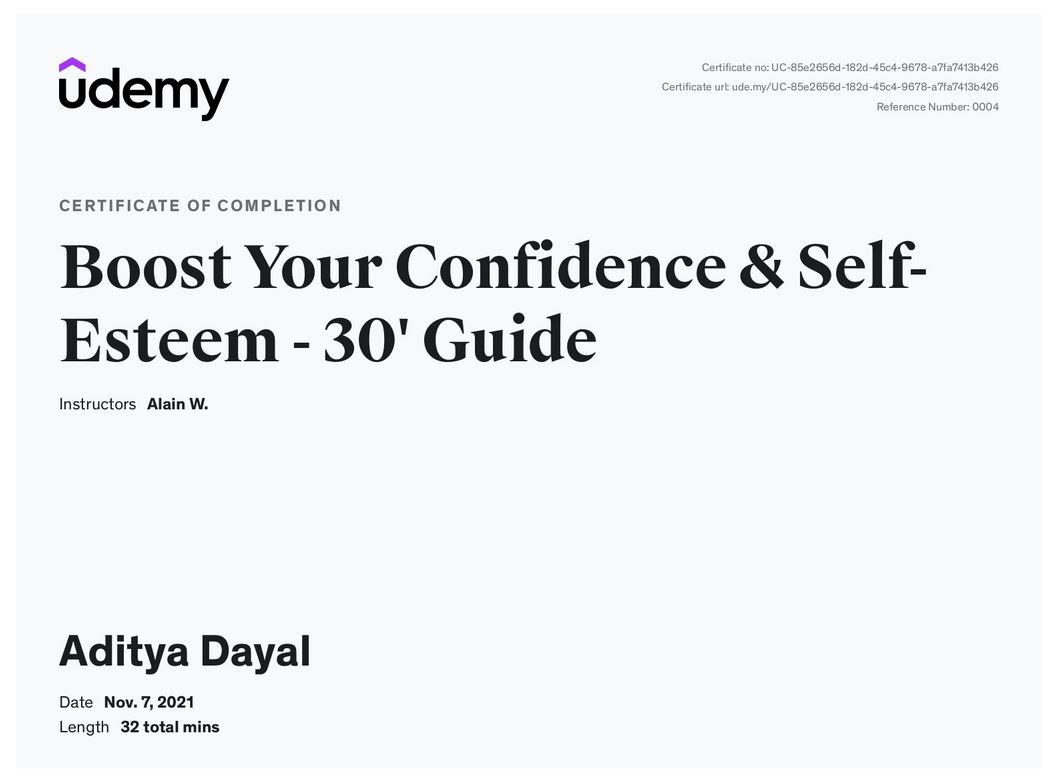 udemy
Certificate no: UC-85e2656d-182d-45c4-9678-a7fa7413b426
Certificate url: ude.my/UC-85e2656d-182d-45c4-9678-a7fa7413b426
Reference Number: 0004
CERTIFICATE OF COMPLETION
Boost Your Confidence & Self-
Esteem - 30' Guide
Instructors Alain W.
Aditya Dayal
Date Nov. 7, 2021
Length 32 total mins